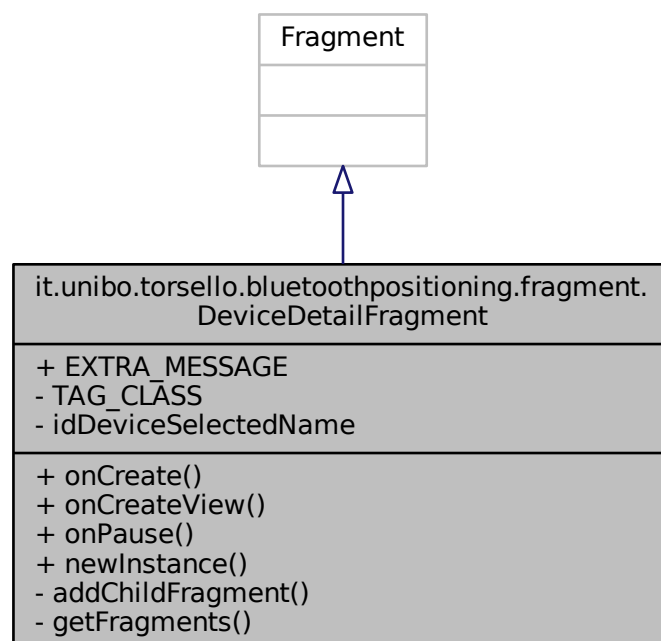 Fragment
it.unibo.torsello.bluetoothpositioning.fragment.
DeviceDetailFragment
+ EXTRA_MESSAGE
- TAG_CLASS
- idDeviceSelectedName
+ onCreate()
+ onCreateView()
+ onPause()
+ newInstance()
- addChildFragment()
- getFragments()